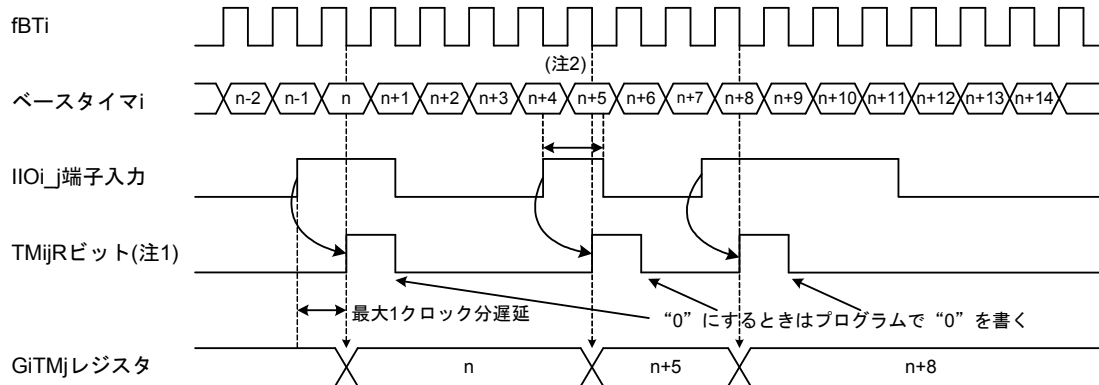 fBTi
(注2)
ベースタイマi
n-2 n-1 n n+1 n+2 n+3 n+4 n+5 n+6 n+7 n+8 n+9 n+10 n+11 n+12 n+13 n+14
IIOi_j端子入力
TMijRビット(注1)
最大1クロック分遅延
“0”にするときはプログラムで“0”を書く
GiTMjレジスタ
n n+5 n+8